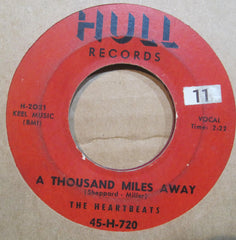 HULL
RECORDS
H-2021
KEEL MUSIC
(BMI)
11
VOCAL
Time: 2:22
A THOUSAND MILES AWAY
(Sheppard - Miller)
THE HEARTBEATS
45-H-720